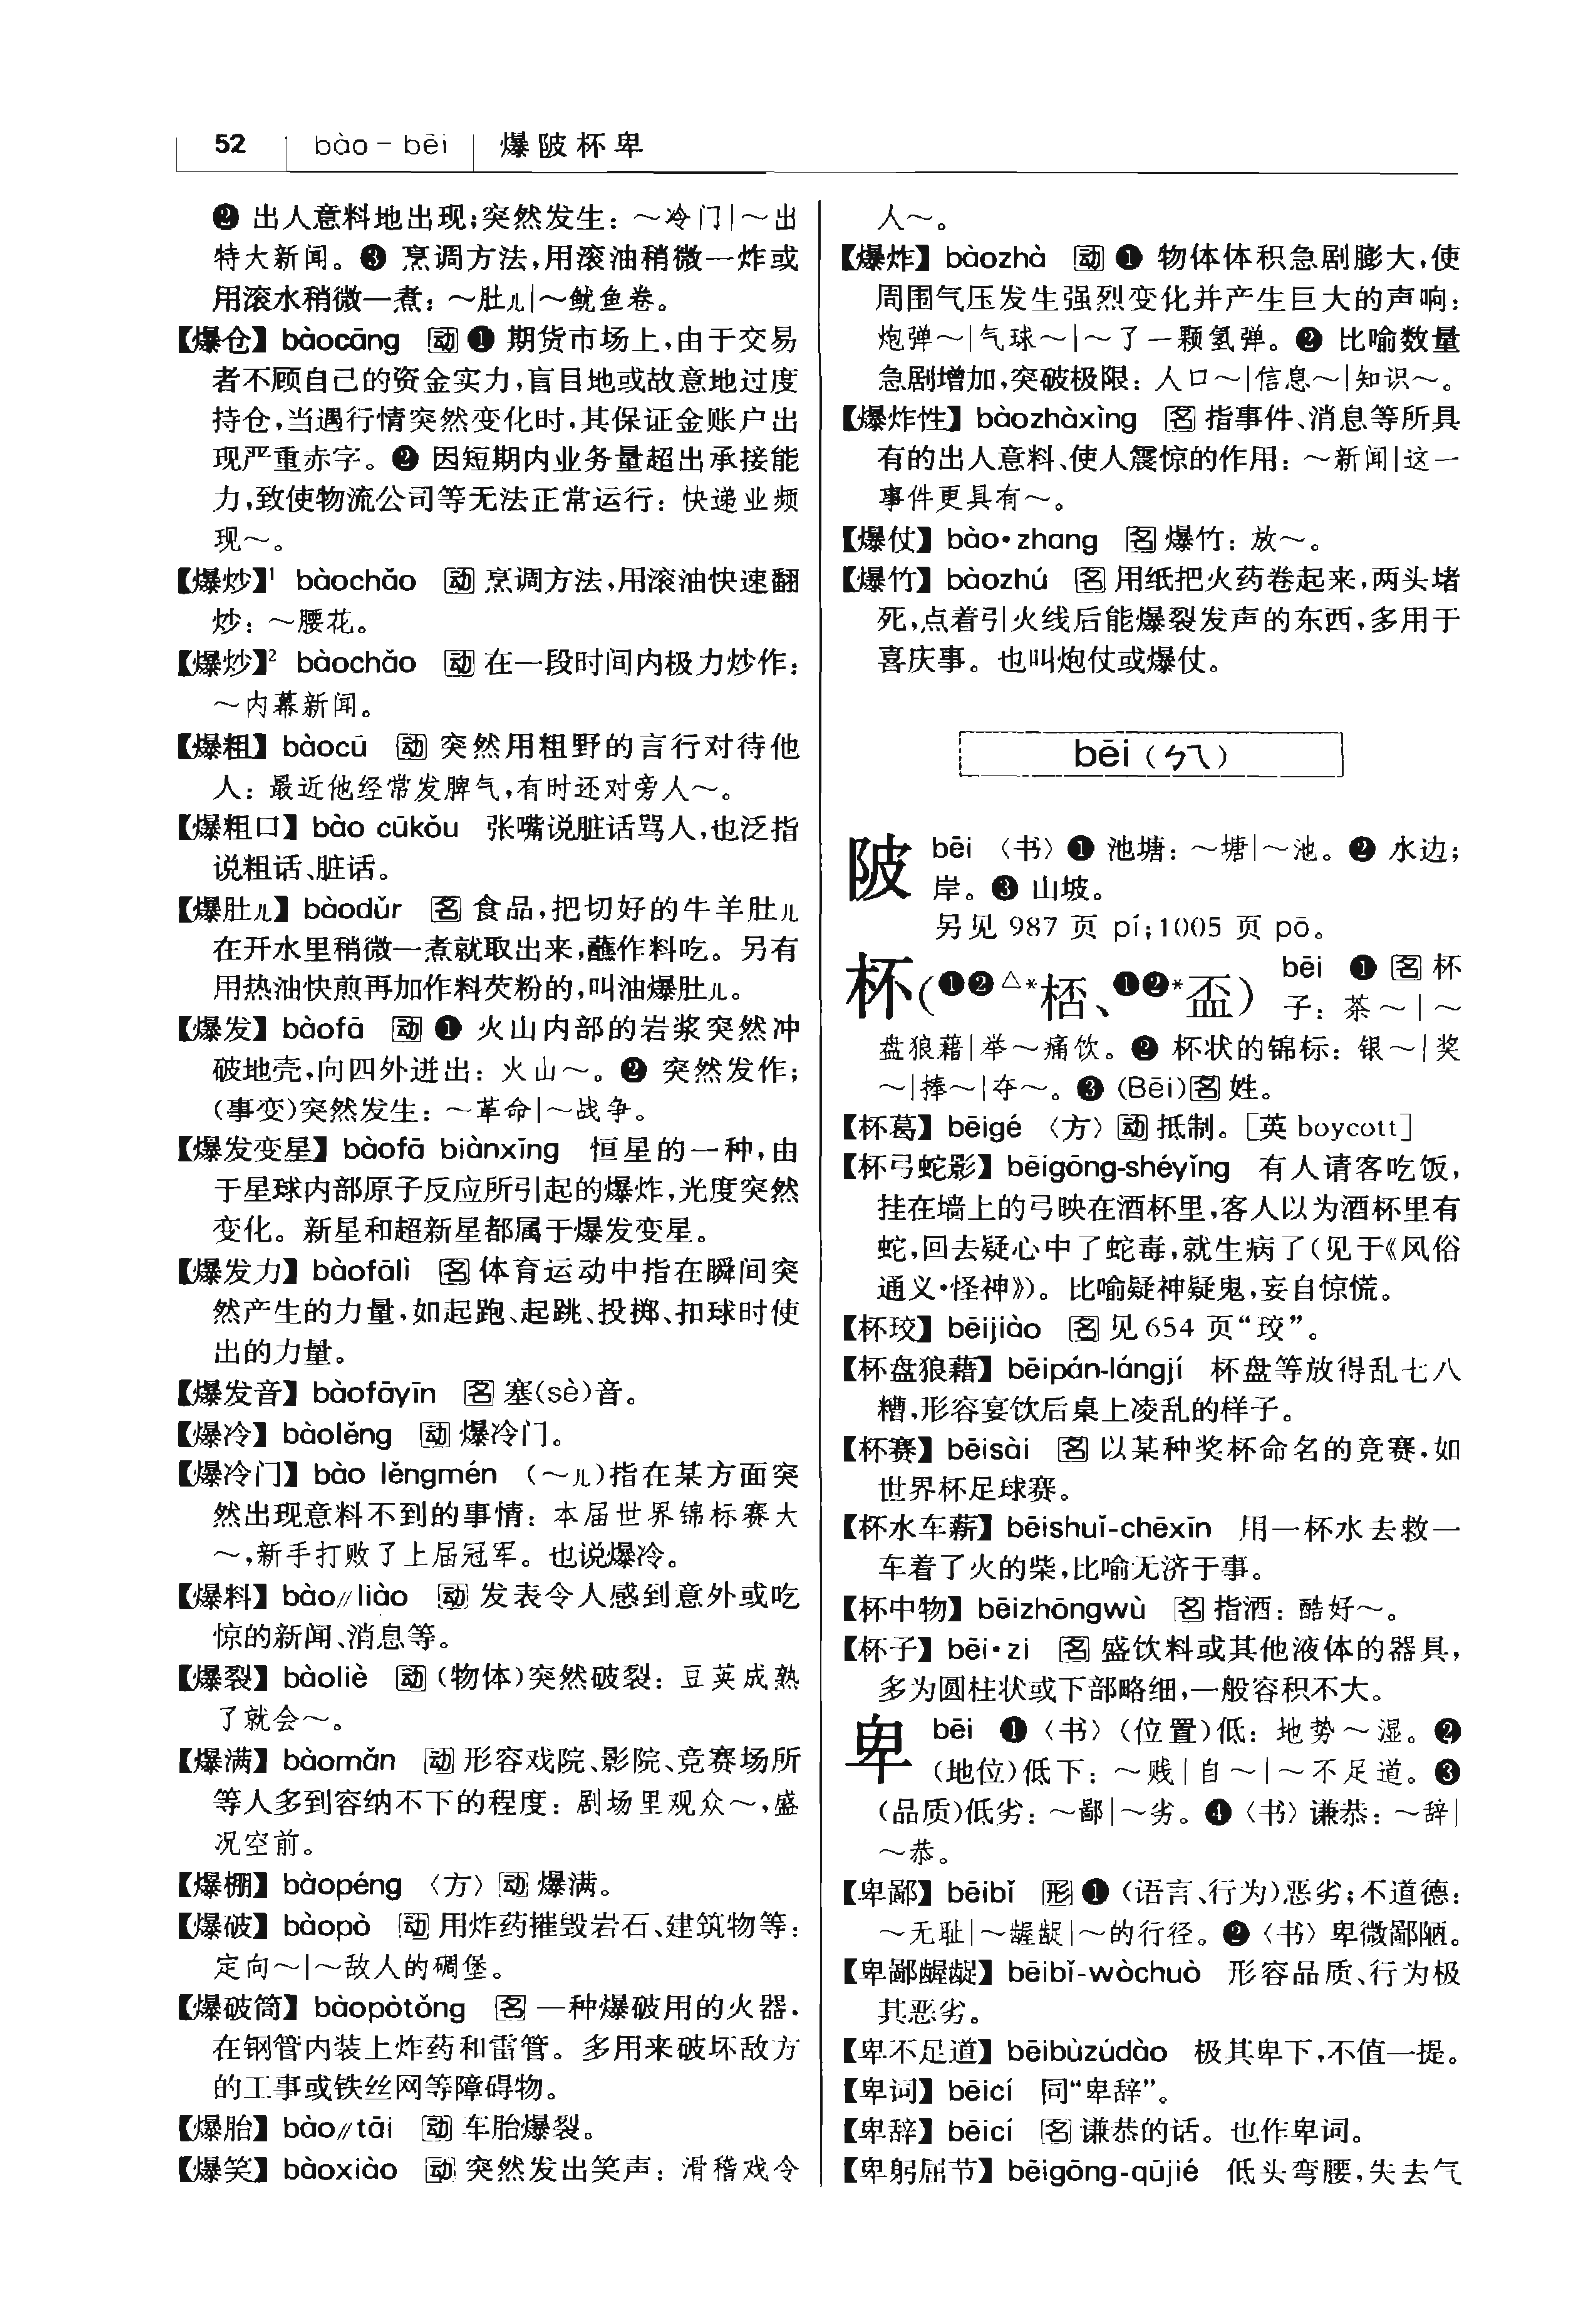 52 bào－bēi 爆陂杯卑
❷ 出人意料地出现;突然发生：～冷门|～出
特大新闻。❸ 烹调方法,用滚油稍微一炸或
用滚水稍微一煮：～肚儿|～鱿鱼卷。
【爆仓】bàocāng 动❶ 期货市场上,由于交易
者不顾自己的资金实力,盲目地或故意地过度
持仓,当遇行情突然变化时,其保证金账户出
现严重赤字。❷ 因短期内业务量超出承接能
力,致使物流公司等无法正常运行：快递业频
现～。
【爆炒】¹ bàochǎo 动 烹调方法,用滚油快速翻
炒：～腰花。
【爆炒】² bàochǎo 动 在一段时间内极力炒作：
～内幕新闻。
【爆粗】bàocū 动 突然用粗野的言行对待他
人：最近他经常发脾气,有时还对旁人～。
【爆粗口】bào cūkǒu 张嘴说脏话骂人,也泛指
说粗话、脏话。
【爆肚儿】bàodǔr 名 食品,把切好的牛羊肚儿
在开水里稍微一煮就取出来,蘸作料吃。另有
用热油快煎再加作料芡粉的,叫油爆肚儿。
【爆发】bàofā 动❶ 火山内部的岩浆突然冲
破地壳,向四外迸出：火山～。❷ 突然发作;
(事变)突然发生：～革命|～战争。
【爆发变星】bàofā biànxīng 恒星的一种,由
于星球内部原子反应所引起的爆炸,光度突然
变化。新星和超新星都属于爆发变星。
【爆发力】bàofālì 名 体育运动中指在瞬间突
然产生的力量,如起跑、起跳、投掷、扣球时使
出的力量。
【爆发音】bàofāyīn 名 塞(sè)音。
【爆冷】bàolěng 动 爆冷门。
【爆冷门】bào lěngmén (～儿)指在某方面突
然出现意料不到的事情：本届世界锦标赛大
～,新手打败了上届冠军。也说爆冷。
【爆料】bào∥liào 动 发表令人感到意外或吃
惊的新闻、消息等。
【爆裂】bàoliè 动 (物体)突然破裂：豆荚成熟
了就会～。
【爆满】bàomǎn 动 形容戏院、影院、竞赛场所
等人多到容纳不下的程度：剧场里观众～,盛
况空前。
【爆棚】bàopéng 〈方〉动 爆满。
【爆破】bàopò 动 用炸药摧毁岩石、建筑物等：
定向～|～敌人的碉堡。
【爆破筒】bàopòtǒng 名 一种爆破用的火器,
在钢管内装上炸药和雷管。多用来破坏敌方
的工事或铁丝网等障碍物。
【爆胎】bào∥tāi 动 车胎爆裂。
【爆笑】bàoxiào 动 突然发出笑声：滑稽戏令
人～。
【爆炸】bàozhà 动❶ 物体体积急剧膨大,使
周围气压发生强烈变化并产生巨大的声响：
炮弹～|气球～|～了一颗氢弹。❷ 比喻数量
急剧增加,突破极限：人口～|信息～|知识～。
【爆炸性】bàozhàxìng 名 指事件、消息等所具
有的出人意料、使人震惊的作用：～新闻|这一
事件更具有～。
【爆仗】bào·zhang 名 爆竹：放～。
【爆竹】bàozhú 名 用纸把火药卷起来,两头堵
死,点着引火线后能爆裂发声的东西,多用于
喜庆事。也叫炮仗或爆仗。
bēi（ㄅㄟ）
陂 bēi 〈书〉❶ 池塘：～塘|～池。❷ 水边;
岸。❸ 山坡。
另见 987 页 pí;1005 页 pō。
杯(❶❷△*桮、❶❷*盃) bēi ❶ 名 杯
子：茶～|～
盘狼藉|举～痛饮。❷ 杯状的锦标：银～|奖
～|捧～|夺～。❸ (Bēi)名 姓。
【杯葛】bēigé 〈方〉动 抵制。[英 boycott]
【杯弓蛇影】bēigōng-shéyǐng 有人请客吃饭,
挂在墙上的弓映在酒杯里,客人以为酒杯里有
蛇,回去疑心中了蛇毒,就生病了(见于《风俗
通义·怪神》)。比喻疑神疑鬼,妄自惊慌。
【杯珓】bēijiào 名 见 654 页“珓”。
【杯盘狼藉】bēipán-lángjí 杯盘等放得乱七八
糟,形容宴饮后桌上凌乱的样子。
【杯赛】bēisài 名 以某种奖杯命名的竞赛,如
世界杯足球赛。
【杯水车薪】bēishuǐ-chēxīn 用一杯水去救一
车着了火的柴,比喻无济于事。
【杯中物】bēizhōngwù 名 指酒：酷好～。
【杯子】bēi·zi 名 盛饮料或其他液体的器具,
多为圆柱状或下部略细,一般容积不大。
卑 bēi ❶〈书〉(位置)低：地势～湿。❷
(地位)低下：～贱|自～|～不足道。❸
(品质)低劣：～鄙|～劣。❹〈书〉谦恭：～辞|
～恭。
【卑鄙】bēibǐ 形❶ (语言、行为)恶劣;不道德：
～无耻|～龌龊|～的行径。❷〈书〉卑微鄙陋。
【卑鄙龌龊】bēibǐ-wòchuò 形容品质、行为极
其恶劣。
【卑不足道】bēibùzúdào 极其卑下,不值一提。
【卑词】bēicí 同“卑辞”。
【卑辞】bēicí 名 谦恭的话。也作卑词。
【卑躬屈节】bēigōng-qūjié 低头弯腰,失去气